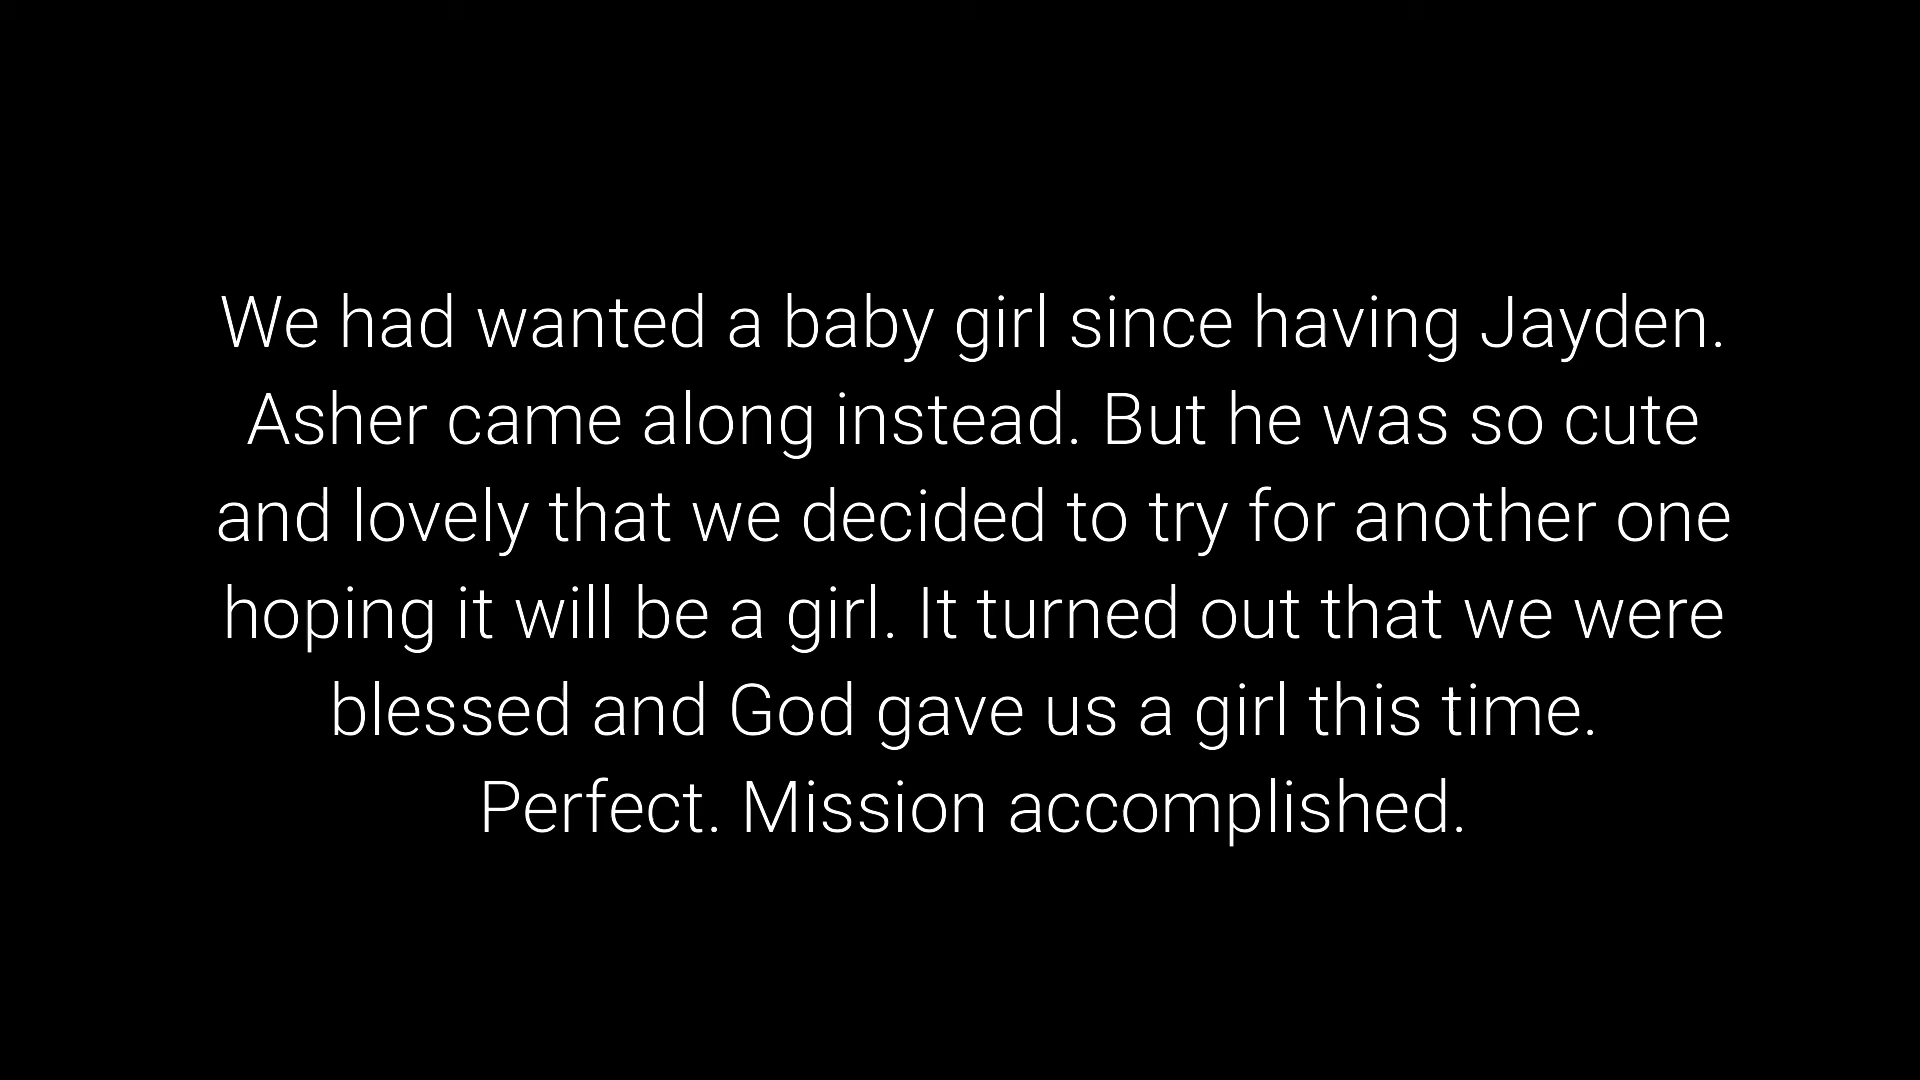 We had wanted a baby girl since having Jayden.
Asher came along instead. But he was so cute
and lovely that we decided to try for another one
hoping it will be a girl. It turned out that we were
blessed and God gave us a girl this time.
Perfect. Mission accomplished.